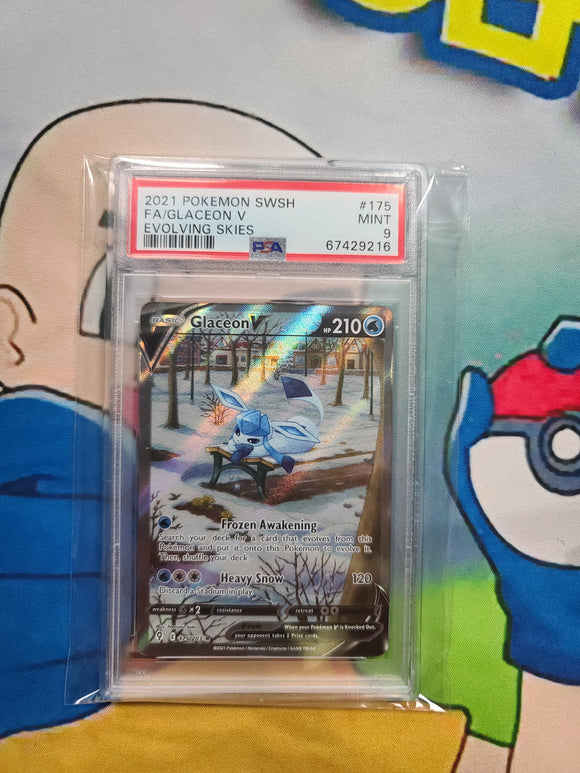 2021 POKEMON SWSH #175
FA/GLACEON V MINT
EVOLVING SKIES 9
PSA 67429216
BASIC Glaceon V HP 210
Frozen Awakening
Search your deck for a card that evolves from this
Pokémon and put it onto this Pokémon to evolve it.
Then, shuffle your deck.
Heavy Snow 120
(Discard a Stadium in play.)
weakness ×2 resistance retreat
V rule When your Pokémon V is Knocked Out,
your opponent takes 2 Prize cards.
175/203
©2021 Pokémon / Nintendo / Creatures / GAME FREAK